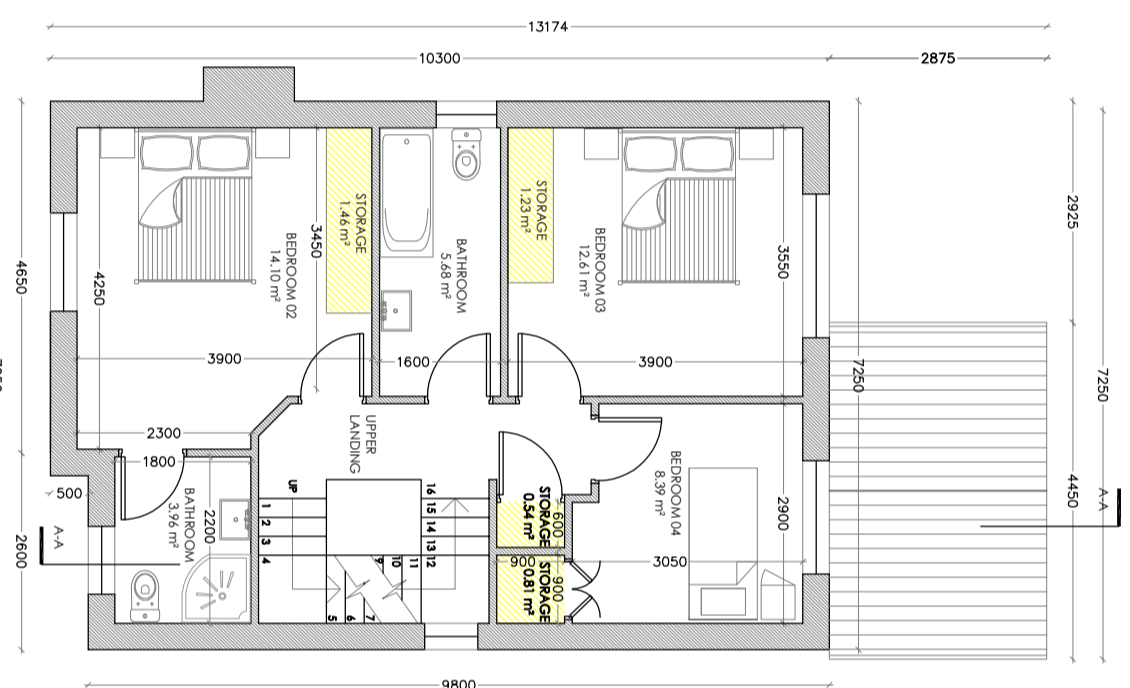 13174
10300
2875
BEDROOM 02
14.10 m²
3450
STORAGE
1.46 m²
BATHROOM
5.68 m²
STORAGE
1.23 m²
BEDROOM 03
12.61 m²
3550
2925
4650
4250
3900
1600
3900
7250
7250
2300
1800
UPPER
LANDING
BEDROOM 04
8.39 m²
2900
4450
A-A
500
2600
A-A
BATHROOM
3.96 m²
2200
UP
1
2
3
4
5
6
7
9
10
11
12
13
14
15
16
STORAGE
0.54 m²
600
900
STORAGE
0.81 m²
900
3050
9800